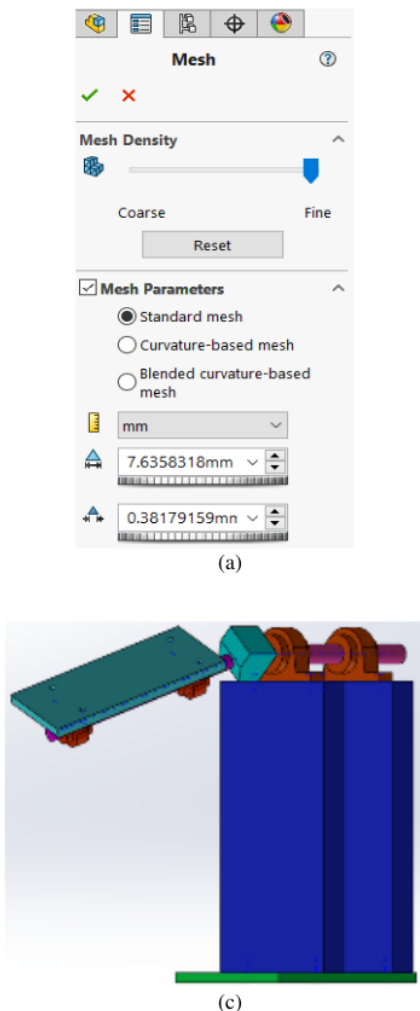 Mesh
Mesh Density
Coarse Fine
Reset
Mesh Parameters
Standard mesh
Curvature-based mesh
Blended curvature-based
mesh
mm
7.6358318mm
0.38179159mr
(a)
(c)